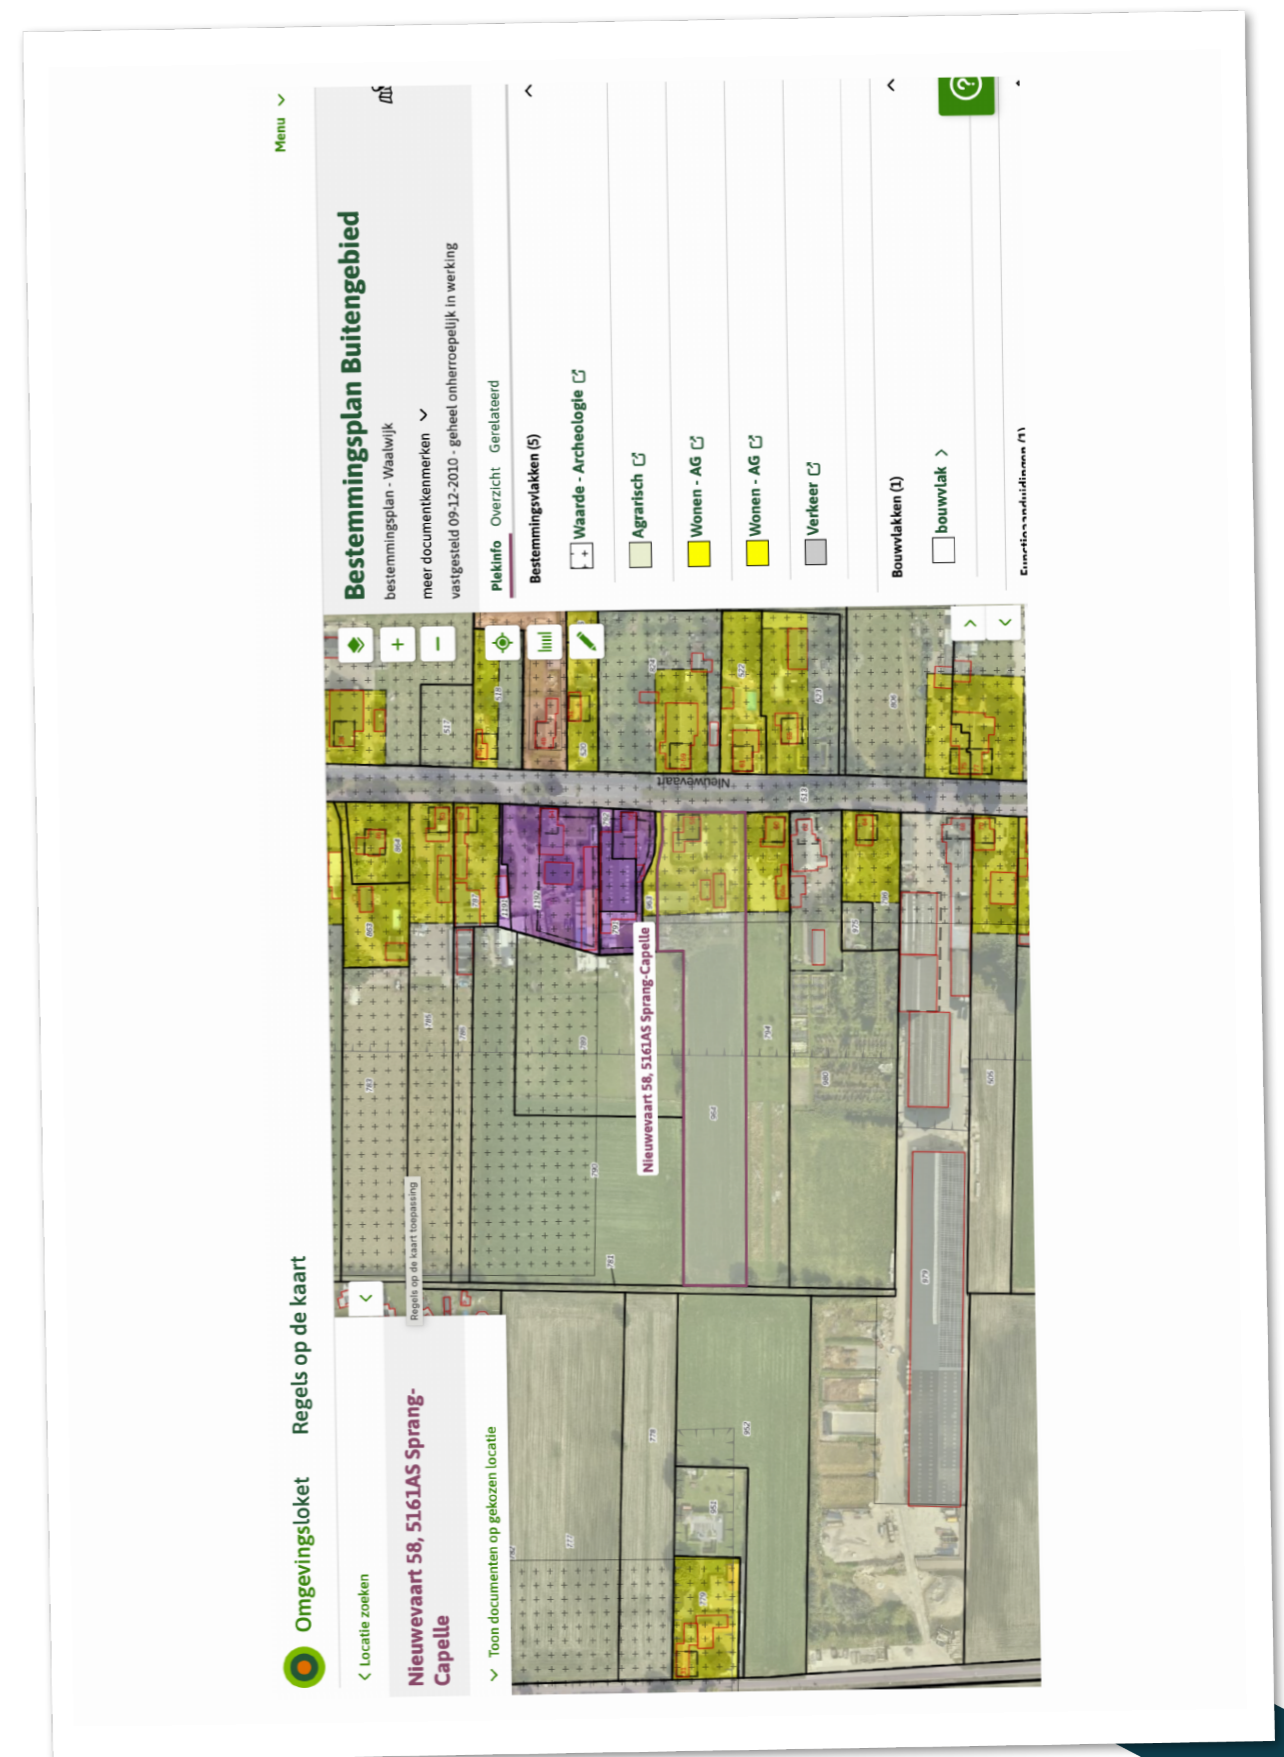 Omgevingsloket
Regels op de kaart
Menu
Locatie zoeken
Nieuwevaart 58, 5161AS Sprang-
Capelle
Toon documenten op gekozen locatie
Regels op de kaart toepassing
Nieuwevaart 58, 5161AS Sprang-Capelle
Nieuwevaart
Bestemmingsplan Buitengebied
bestemmingsplan - Waalwijk
meer documentkenmerken
vastgesteld 09-12-2010 - geheel onherroepelijk in werking
Plekinfo Overzicht Gerelateerd
Bestemmingsvlakken (5)
Waarde - Archeologie
Agrarisch
Wonen - AG
Wonen - AG
Verkeer
Bouwvlakken (1)
bouwvlak
Functieaanduidingen (1)